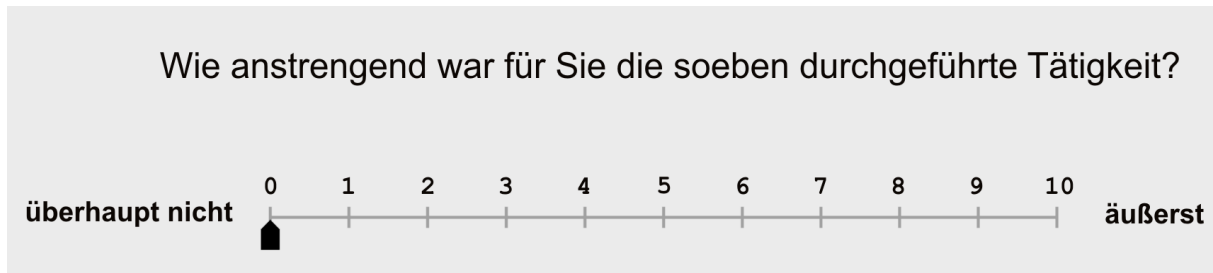 Wie anstrengend war für Sie die soeben durchgeführte Tätigkeit?
0 1 2 3 4 5 6 7 8 9 10
überhaupt nicht äußerst